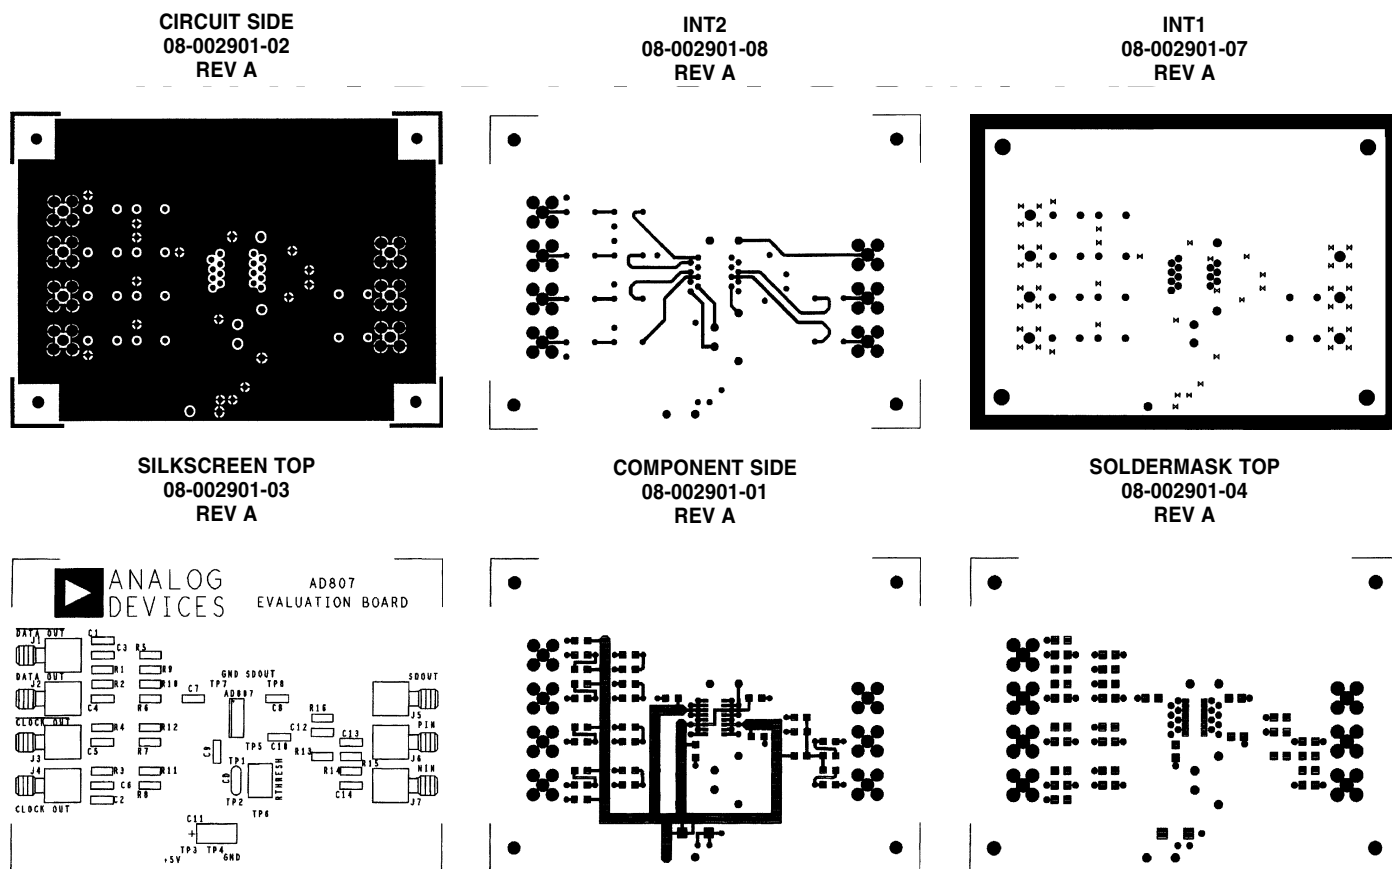 CIRCUIT SIDE
08-002901-02
REV A
INT2
08-002901-08
REV A
INT1
08-002901-07
REV A
SILKSCREEN TOP
08-002901-03
REV A
COMPONENT SIDE
08-002901-01
REV A
SOLDERMASK TOP
08-002901-04
REV A
ANALOG
DEVICES
AD807
EVALUATION BOARD
DATA OUT
J1
C1
C3
R5
R1
R9
DATA OUT
J2
R2
R10
C4
R6
C7
GND SDOUT
TP7
TP8
AD807
C8
SDOUT
J5
CLOCK OUT
J3
R4
R12
C5
R7
R16
C12
C10
C13
PIN
J6
C9
TP5
R13
R15
R14
J4
R3
R11
C6
R8
C2
TP1
CD
TP2
RTHRESH
TP6
C14
NIN
J7
CLOCK OUT
C11
+
TP3 TP4
+5V
GND